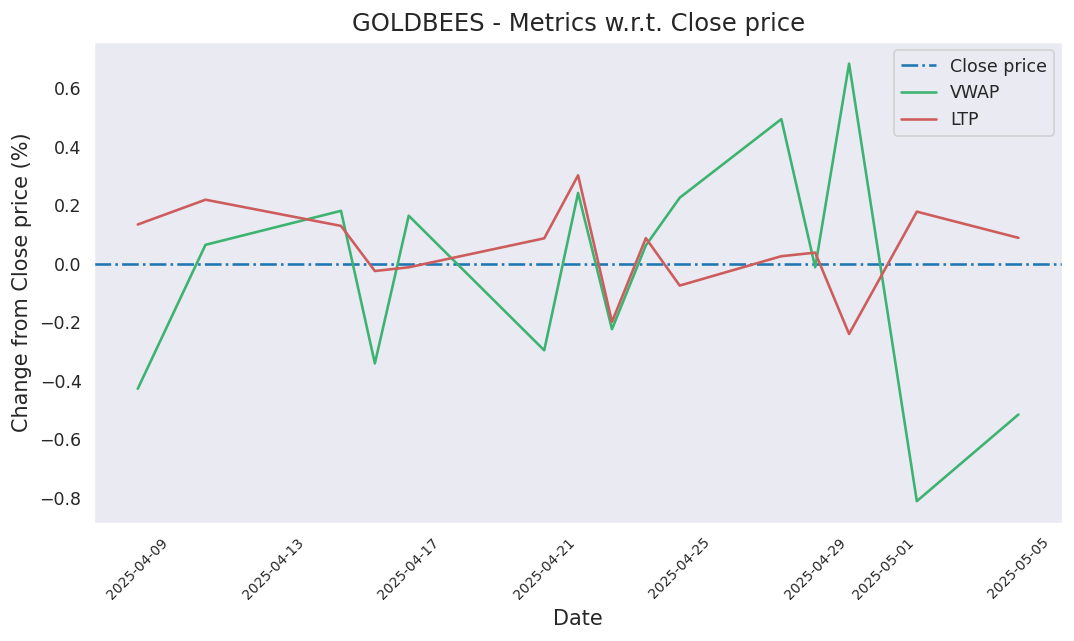 GOLDBEES - Metrics w.r.t. Close price
Close price
VWAP
LTP
Change from Close price (%)
0.6
0.4
0.2
0.0
−0.2
−0.4
−0.6
−0.8
2025-04-09
2025-04-13
2025-04-17
2025-04-21
2025-04-25
2025-04-29
2025-05-01
2025-05-05
Date